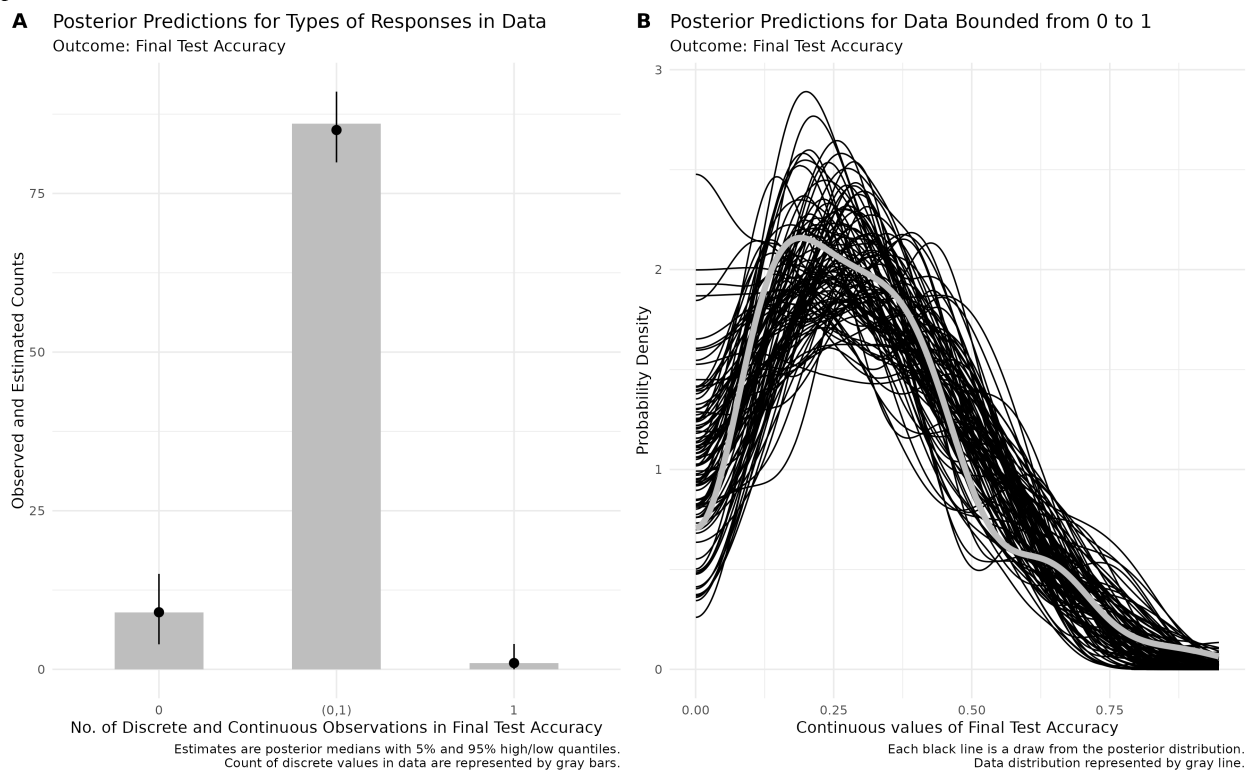 A
Posterior Predictions for Types of Responses in Data
Outcome: Final Test Accuracy
Observed and Estimated Counts
75
50
25
0
0
(0,1)
1
No. of Discrete and Continuous Observations in Final Test Accuracy
Estimates are posterior medians with 5% and 95% high/low quantiles.
Count of discrete values in data are represented by gray bars.
B
Posterior Predictions for Data Bounded from 0 to 1
Outcome: Final Test Accuracy
Probability Density
3
2
1
0
0.00
0.25
0.50
0.75
Continuous values of Final Test Accuracy
Each black line is a draw from the posterior distribution.
Data distribution represented by gray line.